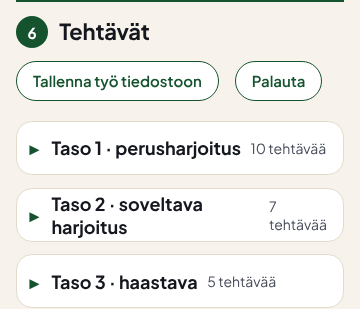 6 Tehtävät
Tallenna työ tiedostoon Palauta
▶ Taso 1 · perusharjoitus 10 tehtävää
▶ Taso 2 · soveltava harjoitus 7 tehtävää
▶ Taso 3 · haastava 5 tehtävää